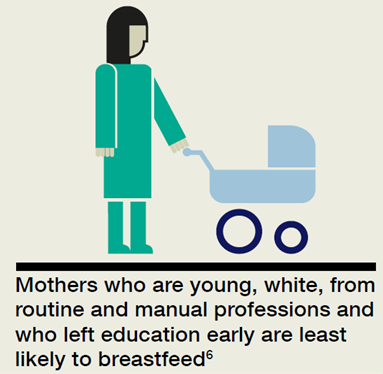 Mothers who are young, white, from
routine and manual professions and
who left education early are least
likely to breastfeed⁶